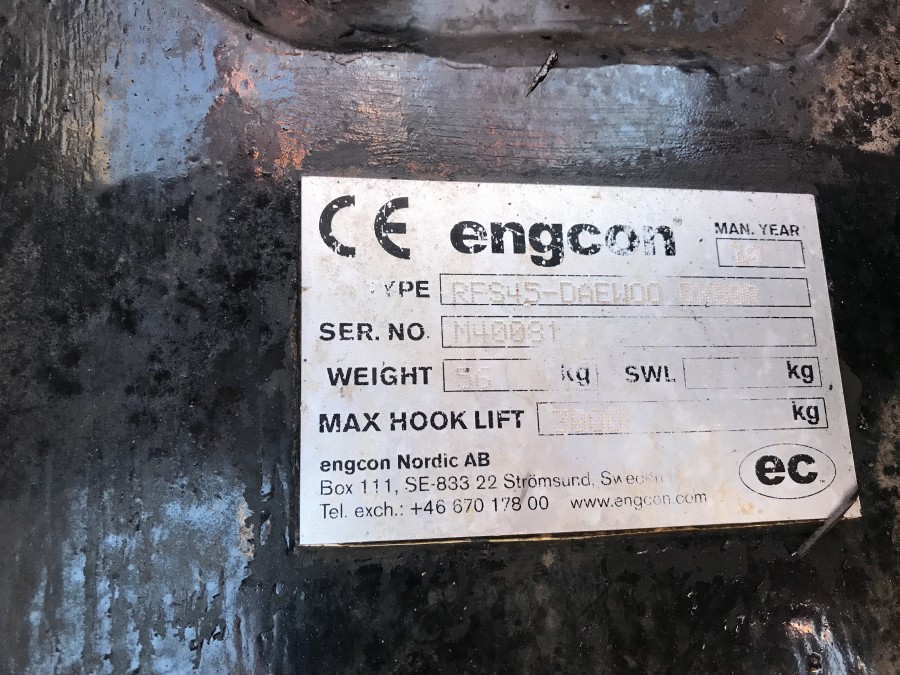 CE engcon MAN. YEAR
TYPE RFS45-DAEWOO
SER. NO. M40081
WEIGHT 56 kg SWL kg
MAX HOOK LIFT 7000 kg
engcon Nordic AB
Box 111, SE-833 22 Strömsund, Sweden
Tel. exch.: +46 670 178 00 www.engcon.com
ec